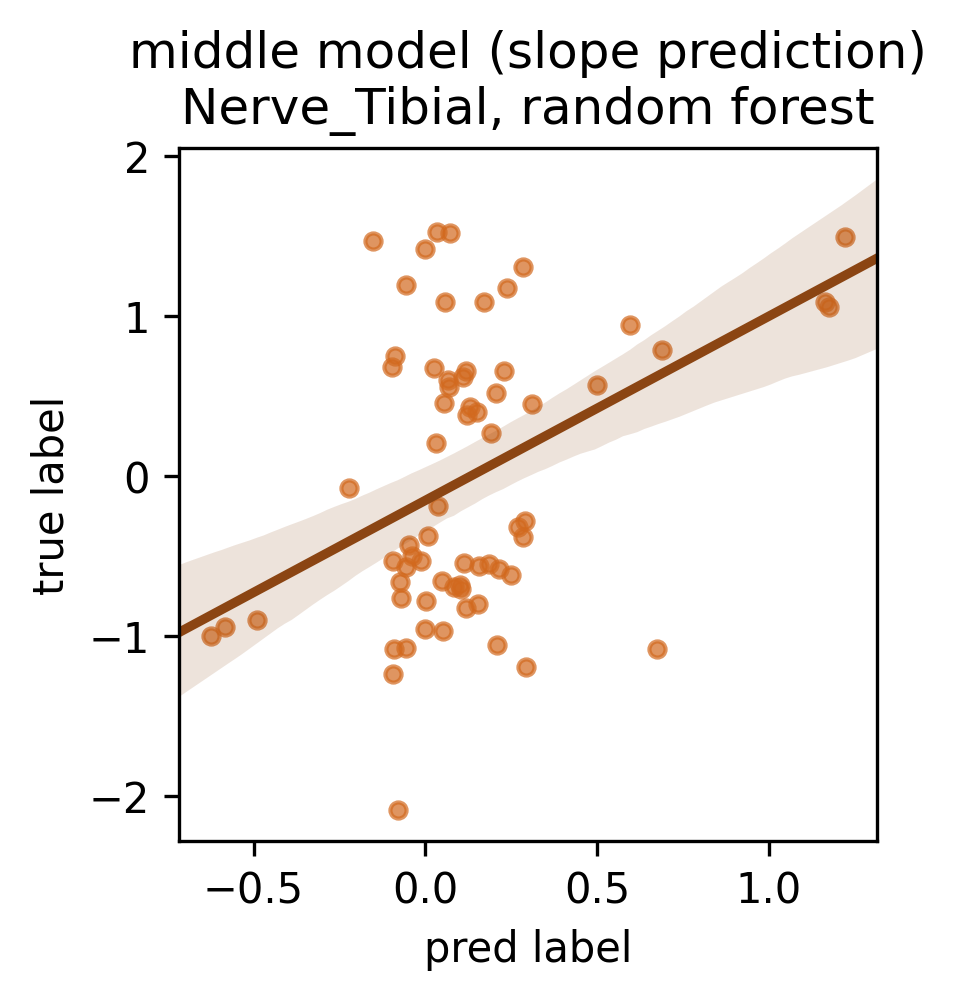 middle model (slope prediction)
Nerve_Tibial, random forest
2
1
0
−1
−2
true label
−0.5
0.0
0.5
1.0
pred label